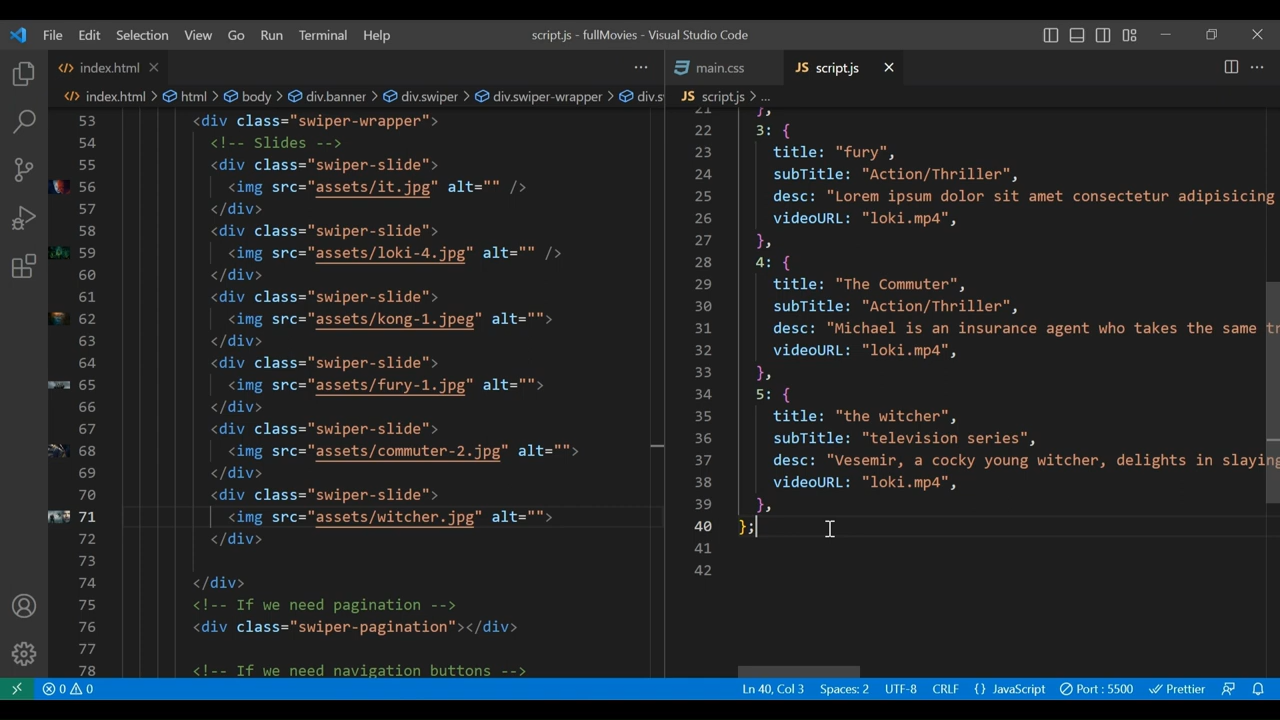 File Edit Selection View Go Run Terminal Help script.js - fullMovies - Visual Studio Code
index.html
index.html > html > body > div.banner > div.swiper > div.swiper-wrapper > div.s
53 <div class="swiper-wrapper">
54 <!-- Slides -->
55 <div class="swiper-slide">
56 <img src="assets/it.jpg" alt="" />
57 </div>
58 <div class="swiper-slide">
59 <img src="assets/loki-4.jpg" alt="" />
60 </div>
61 <div class="swiper-slide">
62 <img src="assets/kong-1.jpeg" alt="">
63 </div>
64 <div class="swiper-slide">
65 <img src="assets/fury-1.jpg" alt="">
66 </div>
67 <div class="swiper-slide">
68 <img src="assets/commuter-2.jpg" alt="">
69 </div>
70 <div class="swiper-slide">
71 <img src="assets/witcher.jpg" alt="">
72 </div>
73
74 </div>
75 <!-- If we need pagination -->
76 <div class="swiper-pagination"></div>
77
78 <!-- If we need navigation buttons -->
main.css JS script.js
JS script.js > ...
21 },
22 3: {
23 title: "fury",
24 subTitle: "Action/Thriller",
25 desc: "Lorem ipsum dolor sit amet consectetur adipisicing
26 videoURL: "loki.mp4",
27 },
28 4: {
29 title: "The Commuter",
30 subTitle: "Action/Thriller",
31 desc: "Michael is an insurance agent who takes the same
32 videoURL: "loki.mp4",
33 },
34 5: {
35 title: "the witcher",
36 subTitle: "television series",
37 desc: "Vesemir, a cocky young witcher, delights in slaying
38 videoURL: "loki.mp4",
39 },
40 };
41
42
0 0 Ln 40, Col 3 Spaces: 2 UTF-8 CRLF {} JavaScript Port : 5500 Prettier